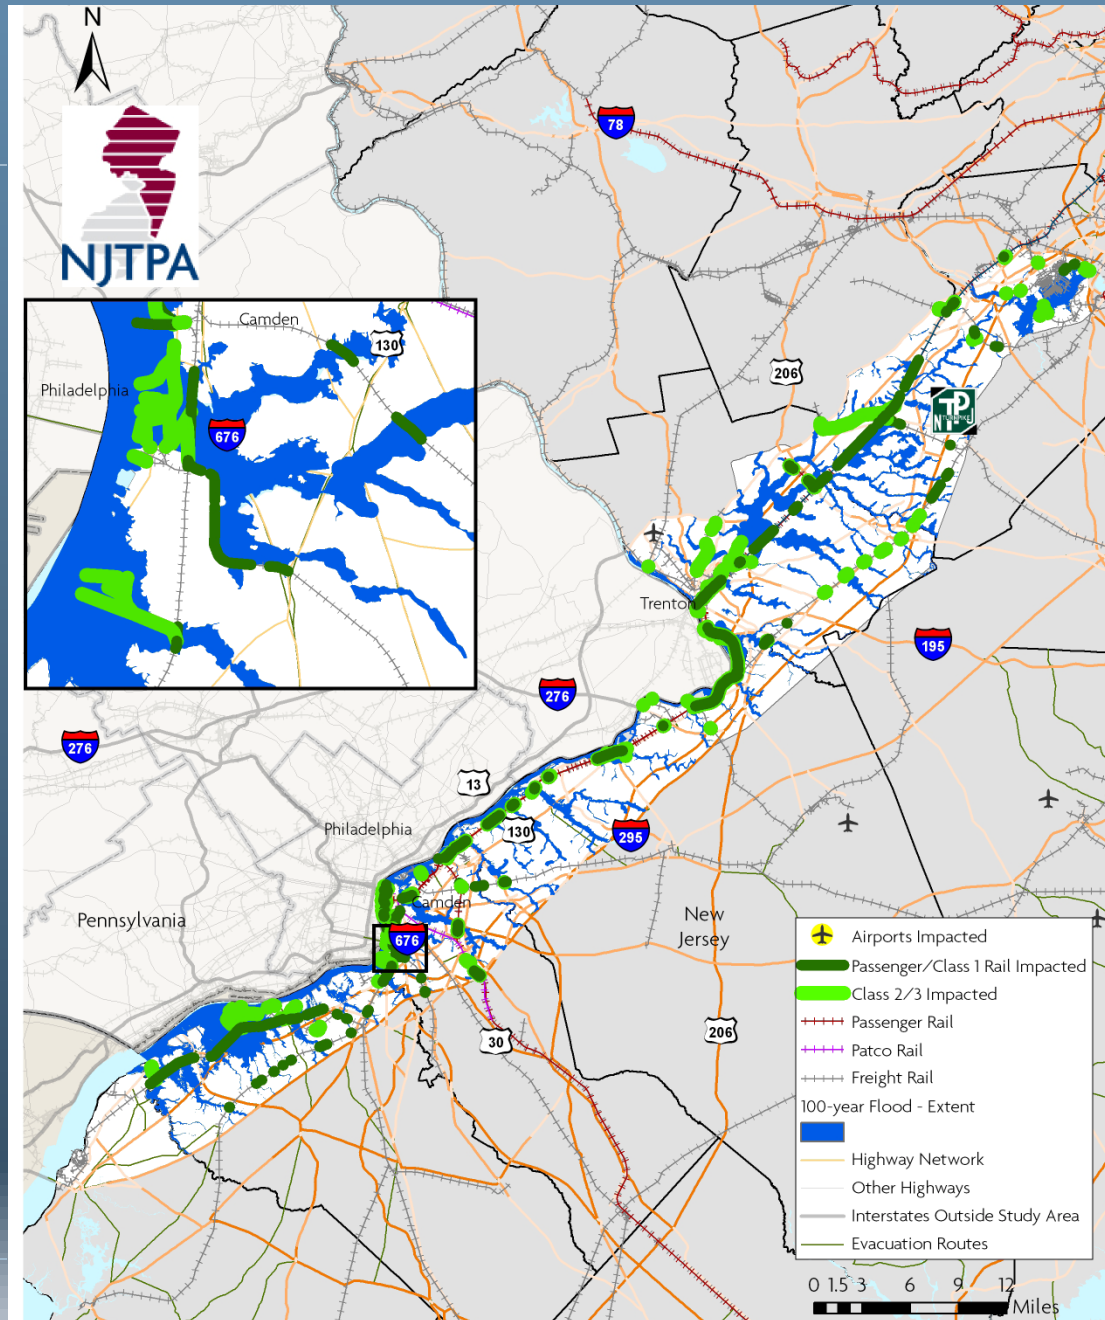 N
NJTPA
78
Camden
130
Philadelphia
676
206
NTPJ
TURNPIKE
Trenton
195
276
276
13
Philadelphia
130
295
Camden
Pennsylvania
676
New
Jersey
30
206
Airports Impacted
Passenger/Class 1 Rail Impacted
Class 2/3 Impacted
Passenger Rail
Patco Rail
Freight Rail
100-year Flood - Extent
Highway Network
Other Highways
Interstates Outside Study Area
Evacuation Routes
0 1.5 3 6 9 12
Miles